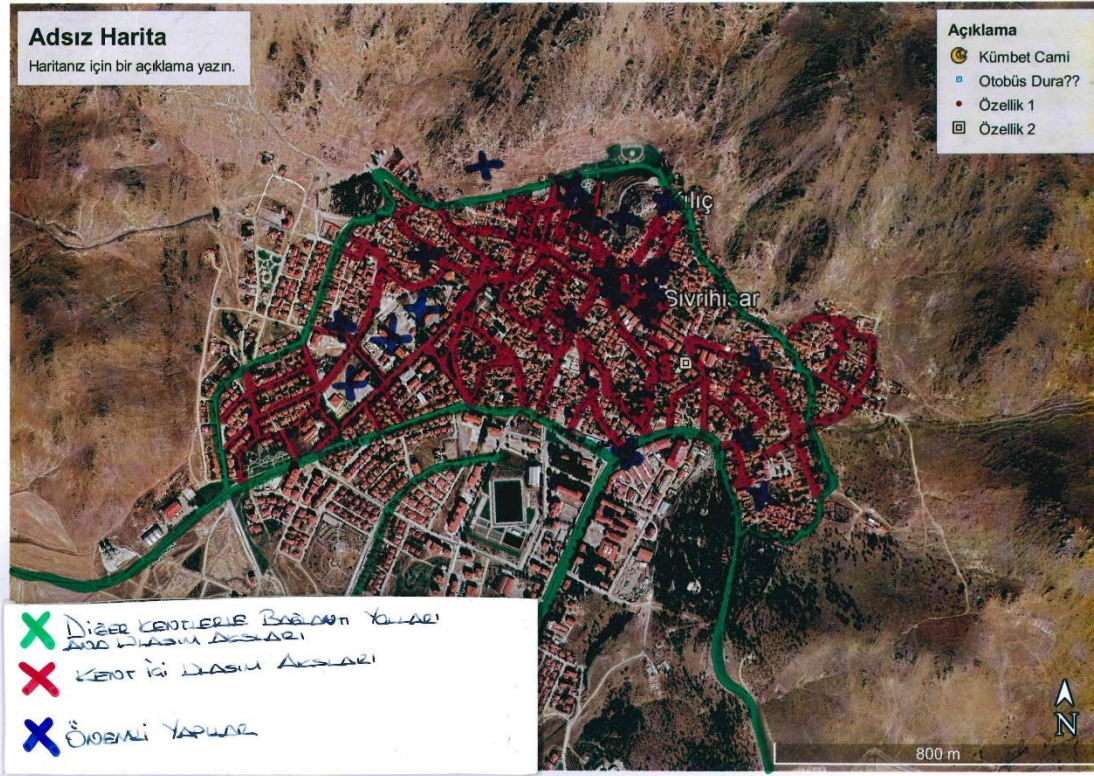 Adsız Harita
Haritanız için bir açıklama yazın.
Açıklama
Kümbet Cami
Otobüs Dura??
Özellik 1
Özellik 2
Kılıç
Sivrihisar
DİĞER KENTLERLE BAĞLANTI YOLLARI
ANA ULAŞIM AKSLARI
KENT İÇİ ULAŞIM AKSLARI
ÖNEMLİ YAPILAR
N
800 m